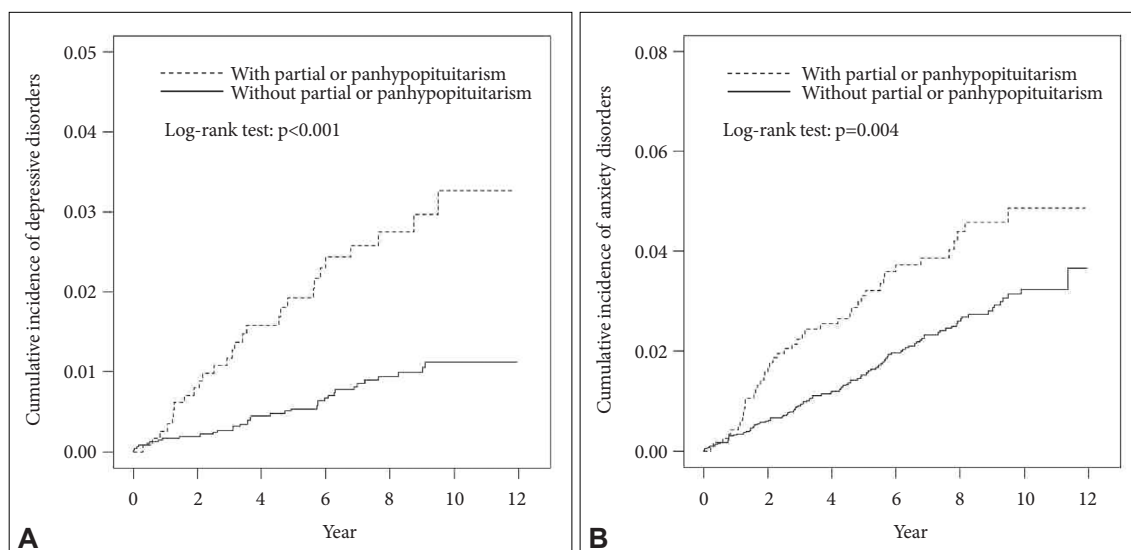 0.05
0.04
0.03
0.02
0.01
0.00
Cumulative incidence of depressive disorders
With partial or panhypopituitarism
Without partial or panhypopituitarism
Log-rank test: p<0.001
0 2 4 6 8 10 12
Year
A
0.08
0.06
0.04
0.02
0.00
Cumulative incidence of anxiety disorders
With partial or panhypopituitarism
Without partial or panhypopituitarism
Log-rank test: p=0.004
0 2 4 6 8 10 12
Year
B